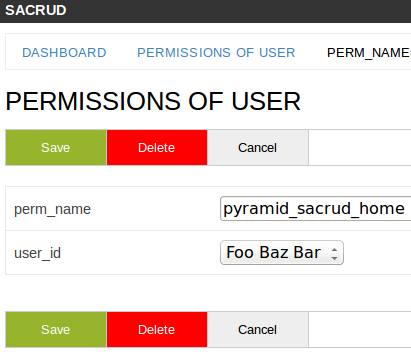 SACRUD
DASHBOARD PERMISSIONS OF USER PERM_NAME=
PERMISSIONS OF USER
Save Delete Cancel
perm_name pyramid_sacrud_home
user_id Foo Baz Bar
Save Delete Cancel